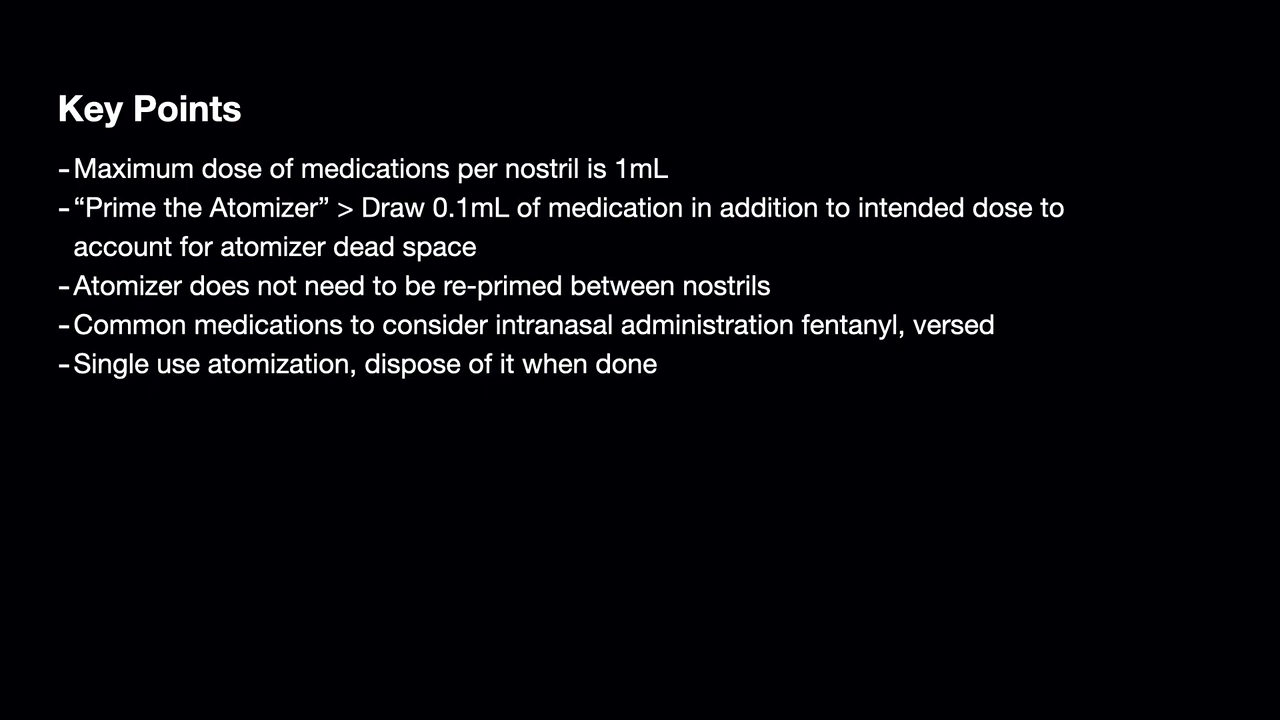 Key Points
-Maximum dose of medications per nostril is 1mL
-“Prime the Atomizer” > Draw 0.1mL of medication in addition to intended dose to
account for atomizer dead space
-Atomizer does not need to be re-primed between nostrils
-Common medications to consider intranasal administration fentanyl, versed
-Single use atomization, dispose of it when done